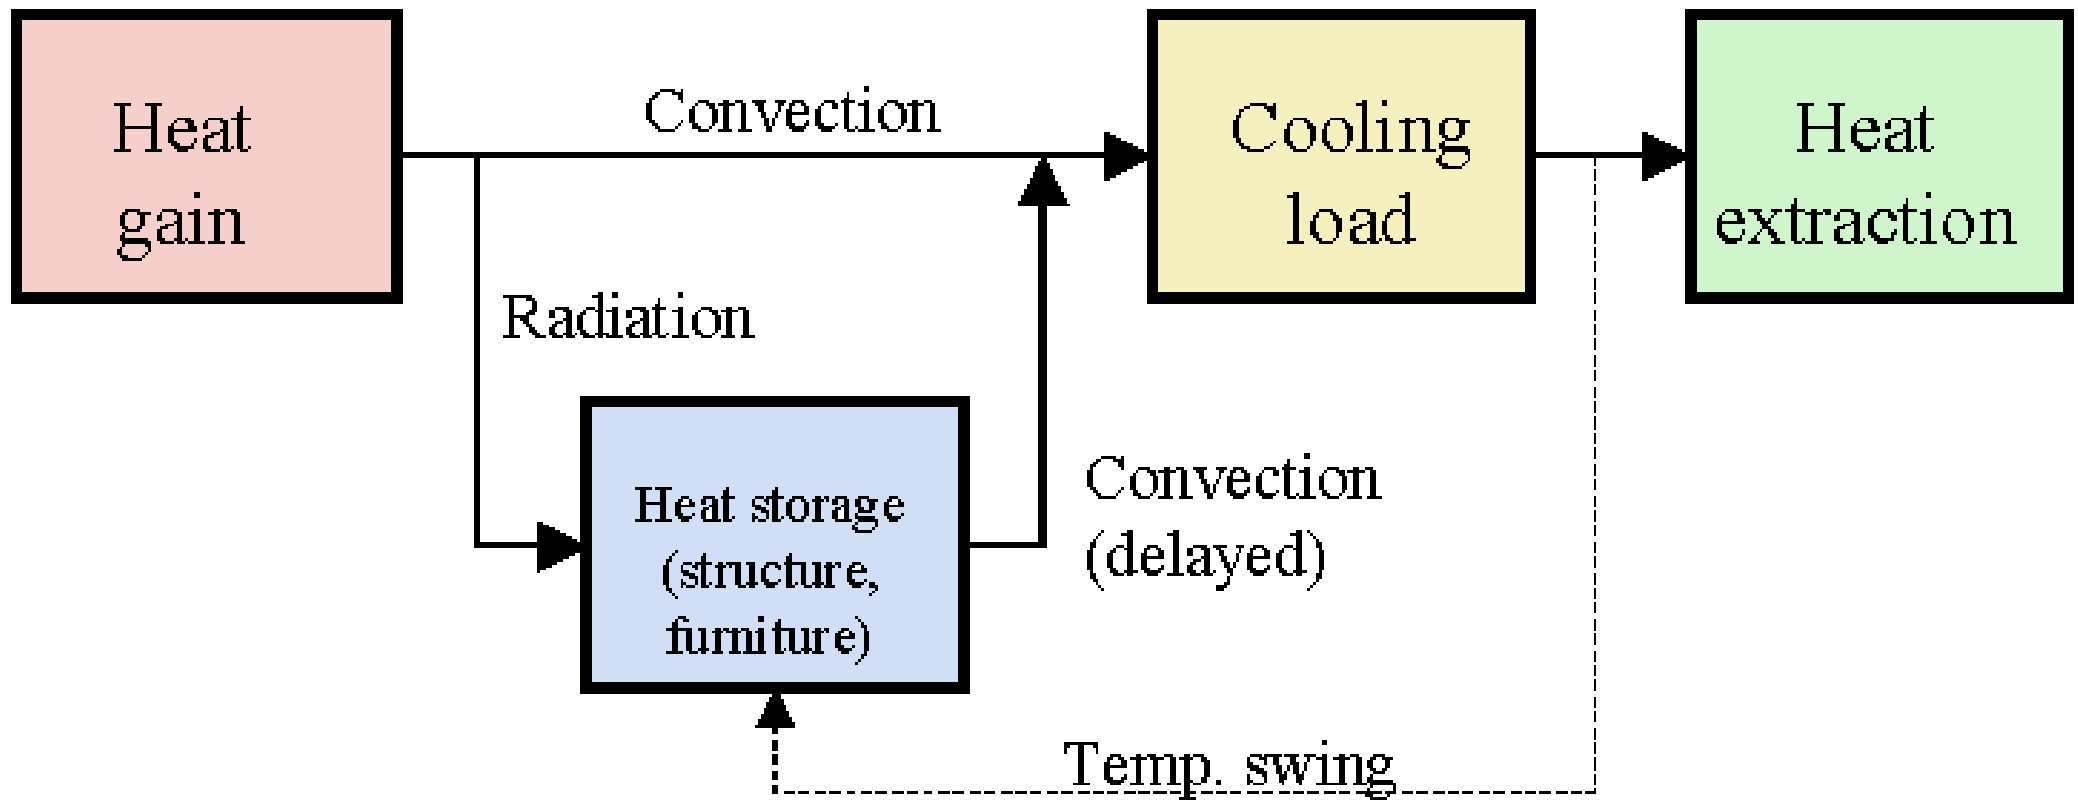 Heat
gain
Convection
Cooling
load
Heat
extraction
Radiation
Heat storage
(structure,
furniture)
Convection
(delayed)
Temp. swing